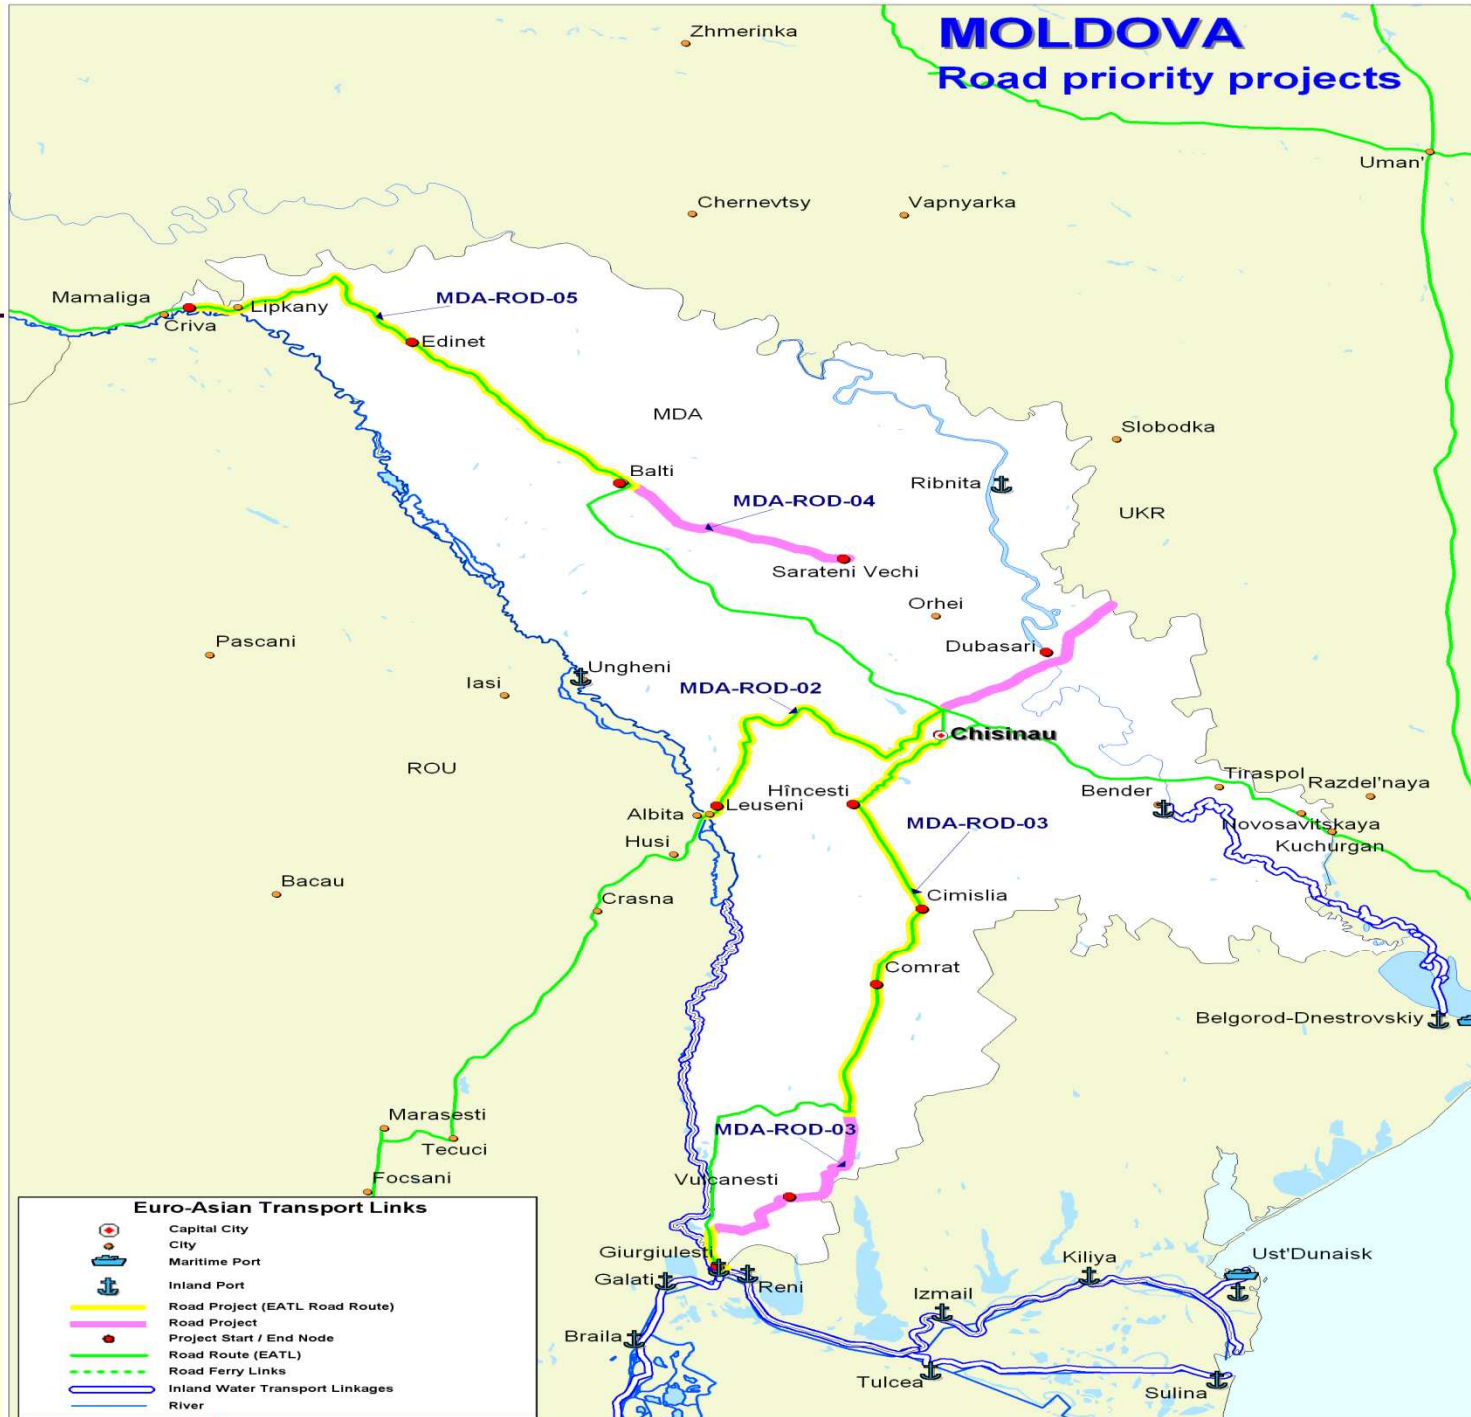 MOLDOVA
Road priority projects
Zhmerinka
Uman'
Chernevtsy
Vapnyarka
Mamaliga
Criva
Lipkany
MDA-ROD-05
Edinet
MDA
Slobodka
Balti
Ribnita
MDA-ROD-04
UKR
Sarateni Vechi
Orhei
Dubasari
Pascani
Iasi
Ungheni
MDA-ROD-02
Chisinau
ROU
Tiraspol
Razdel'naya
Hîncesti
Bender
Albita
Leuseni
Novosavitskaya
Kuchurgan
MDA-ROD-03
Husi
Bacau
Crasna
Cimislia
Comrat
Belgorod-Dnestrovskiy
Marasesti
MDA-ROD-03
Tecuci
Focsani
Vulcanesti
Giurgiulesti
Galati
Reni
Kiliya
Ust'Dunaisk
Izmail
Braila
Tulcea
Sulina
Euro-Asian Transport Links
Capital City
City
Maritime Port
Inland Port
Road Project (EATL Road Route)
Road Project
Project Start / End Node
Road Route (EATL)
Road Ferry Links
Inland Water Transport Linkages
River